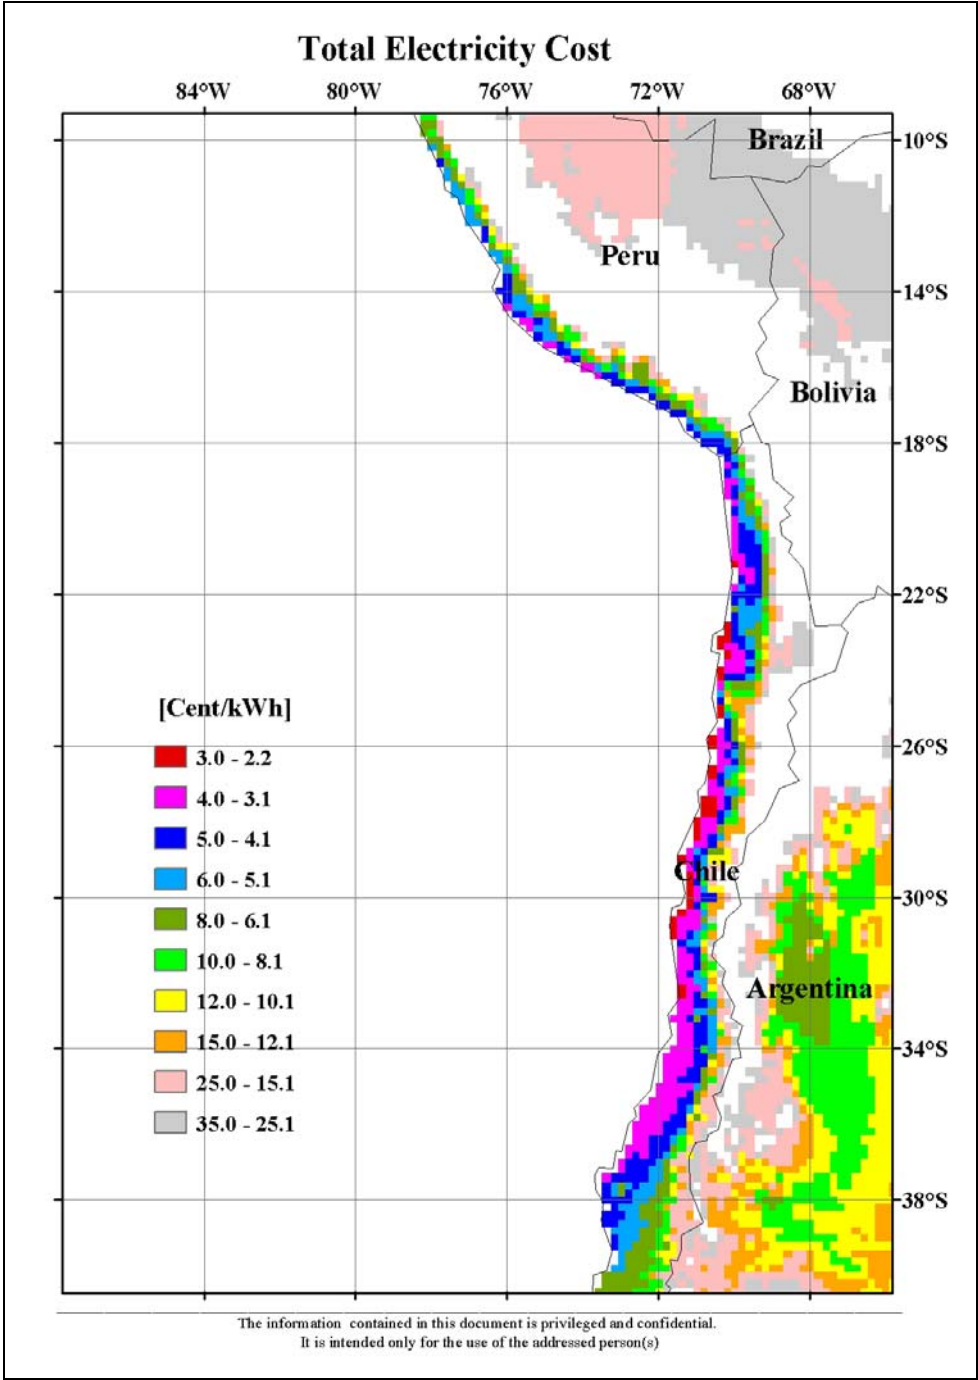 Total Electricity Cost
84°W 80°W 76°W 72°W 68°W
Brazil
10°S
Peru
14°S
Bolivia
18°S
22°S
[Cent/kWh]
26°S
3.0 - 2.2
4.0 - 3.1
5.0 - 4.1
6.0 - 5.1
Chile
30°S
8.0 - 6.1
10.0 - 8.1
Argentina
12.0 - 10.1
15.0 - 12.1
34°S
25.0 - 15.1
35.0 - 25.1
38°S
The information contained in this document is privileged and confidential.
It is intended only for the use of the addressed person(s)